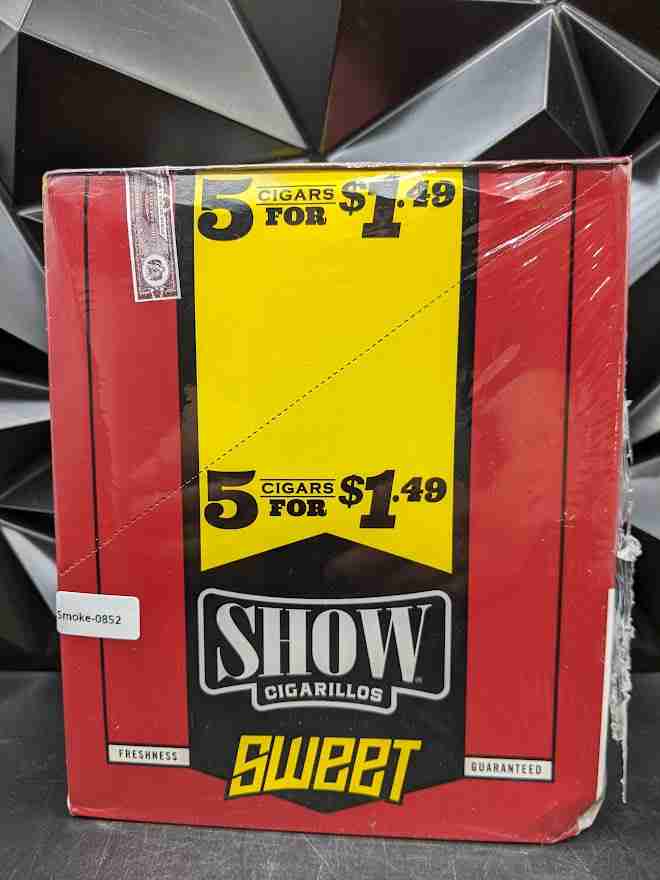 5 CIGARS FOR $1.49
5 CIGARS FOR $1.49
Smoke-0852
SHOW
CIGARILLOS
SWEET
FRESHNESS
GUARANTEED